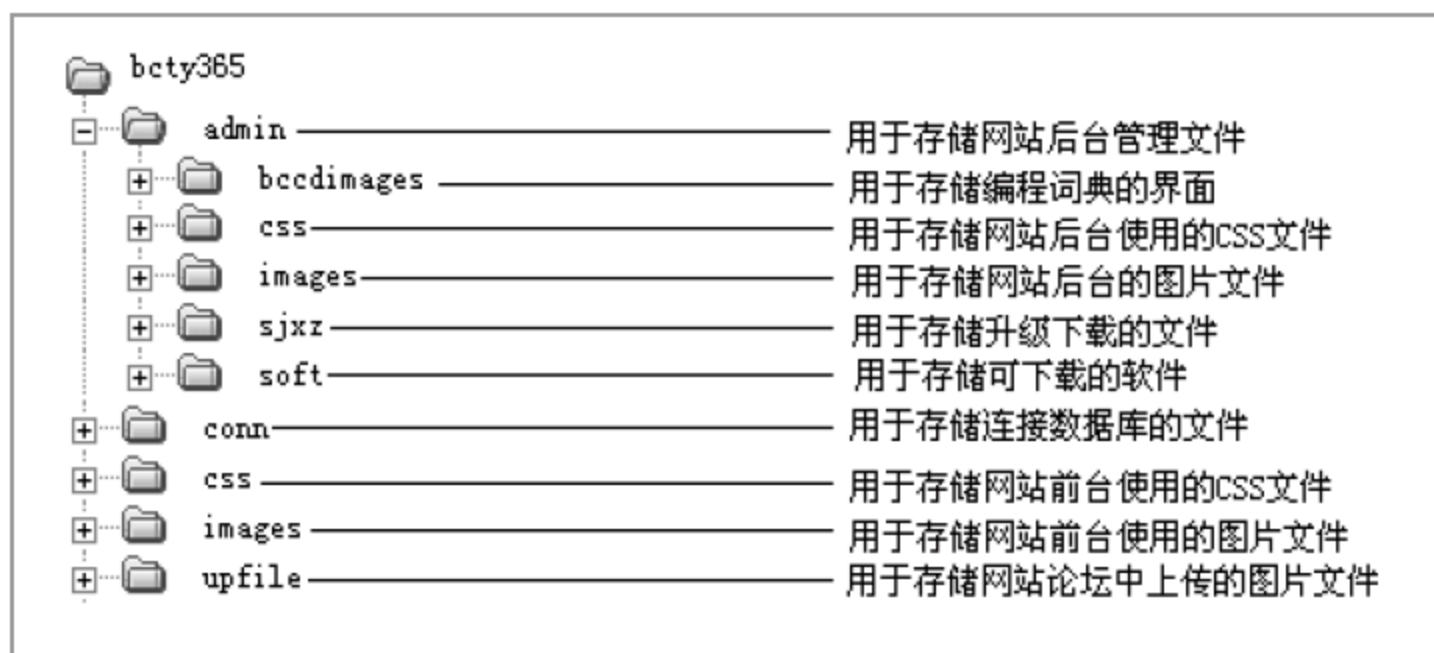 bcty365
admin 用于存储网站后台管理文件
bccdimages 用于存储编程词典的界面
css 用于存储网站后台使用的CSS文件
images 用于存储网站后台的图片文件
sjxz 用于存储升级下载的文件
soft 用于存储可下载的软件
conn 用于存储连接数据库的文件
css 用于存储网站前台使用的CSS文件
images 用于存储网站前台使用的图片文件
upfile 用于存储网站论坛中上传的图片文件